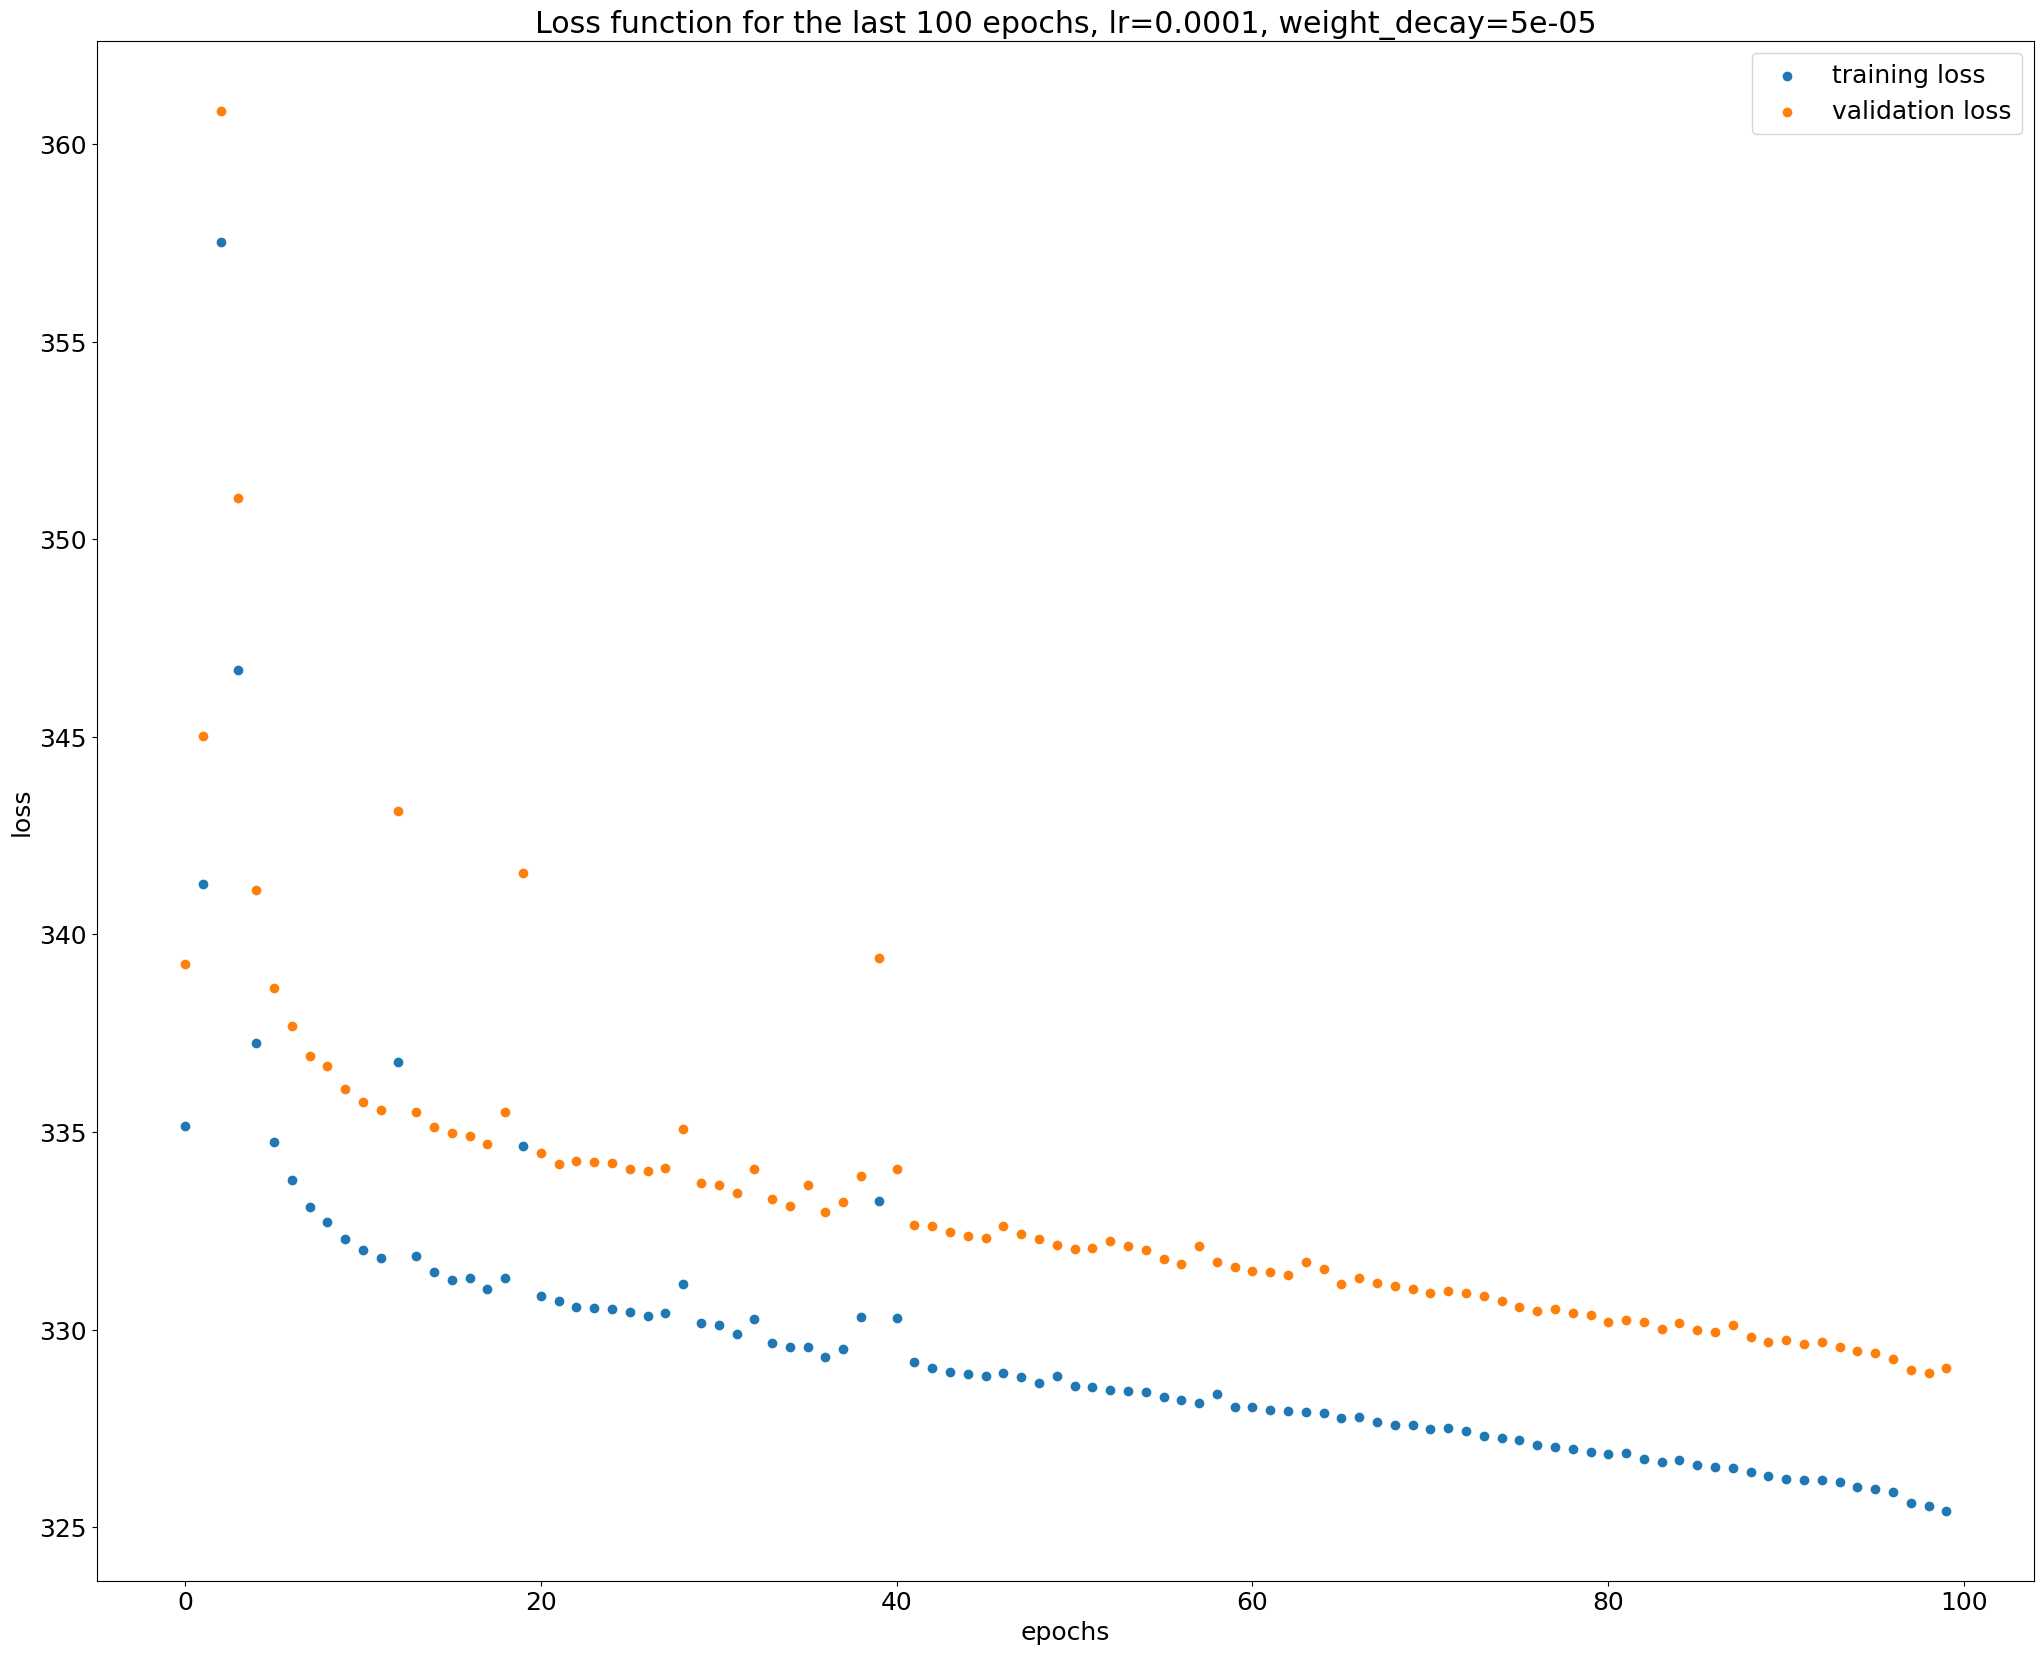 Loss function for the last 100 epochs, lr=0.0001, weight_decay=5e-05
training loss
validation loss
360
355
350
345
340
335
330
325
loss
0 20 40 60 80 100
epochs